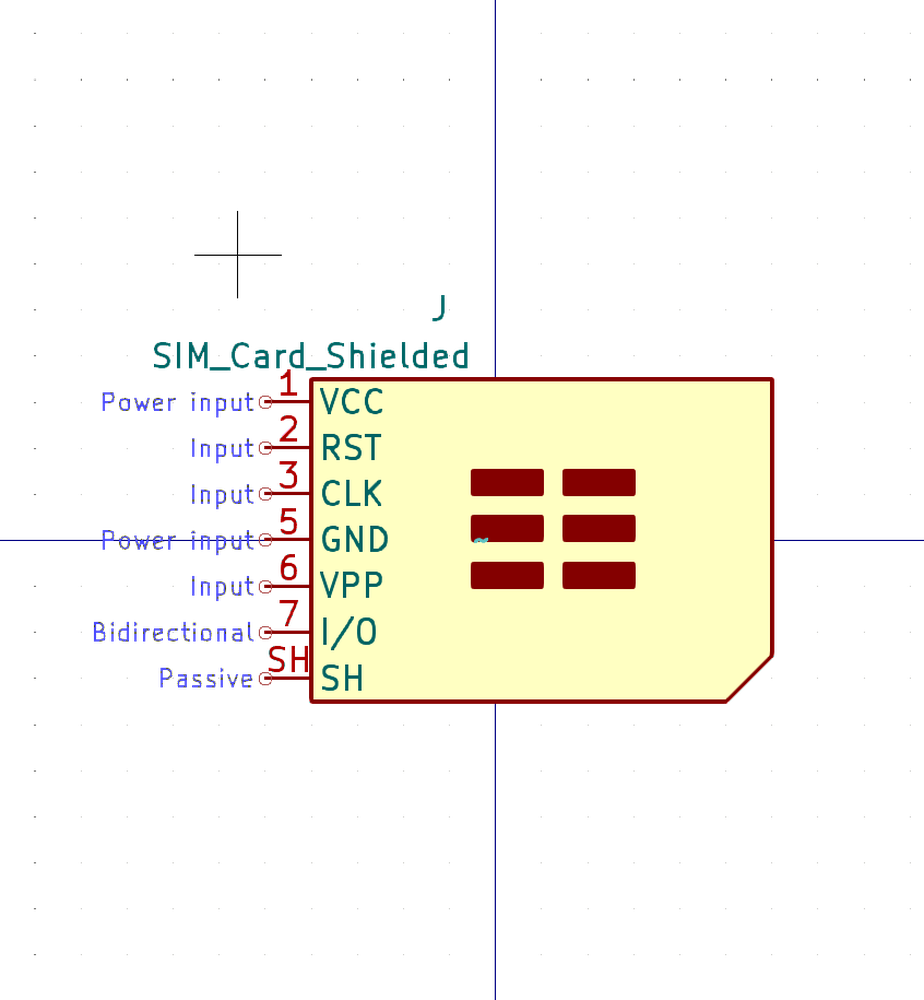 J
SIM_Card_Shielded
Power input 1 VCC
Input 2 RST
Input 3 CLK
Power input 5 GND
~
Input 6 VPP
Bidirectional 7 I/O
Passive SH SH